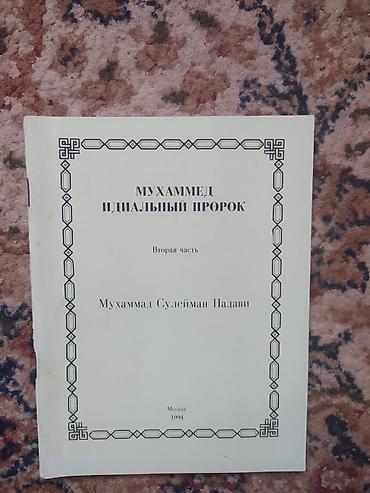 МУХАММЕД
ИДИАЛЬНЫЙ ПРОРОК
Вторая часть
Мухаммад Сулейман Надави
Москва
1994